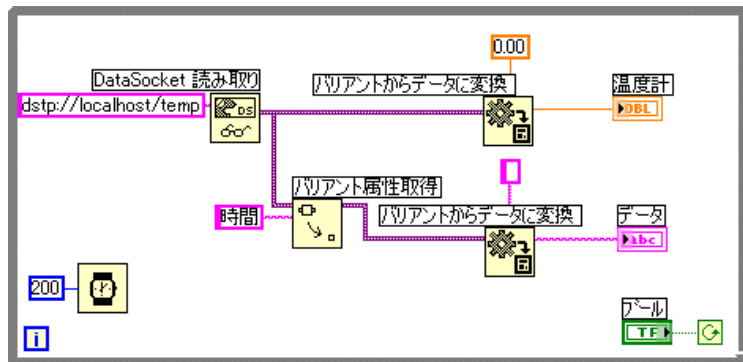 0.00
DataSocket 読み取り
バリアントからデータに変換
温度計
dstp://localhost/temp
DS
DBL
バリアント属性取得
時間
バリアントからデータに変換
データ
abc
200
ブール
TF
i